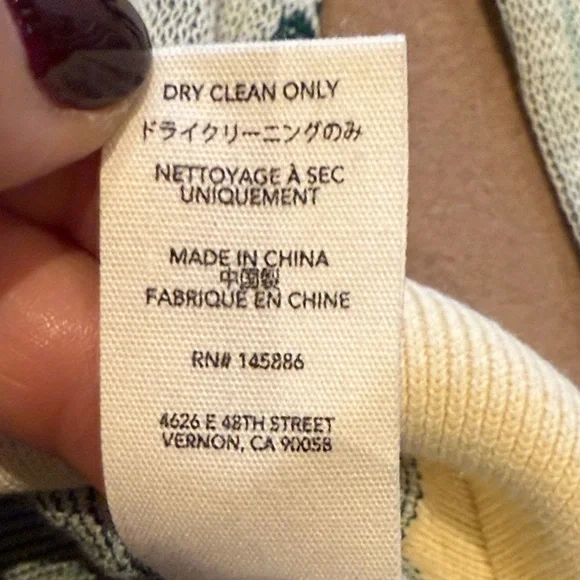 DRY CLEAN ONLY
ドライクリーニングのみ
NETTOYAGE À SEC
UNIQUEMENT
MADE IN CHINA
中国製
FABRIQUÉ EN CHINE
RN# 145886
4626 E 48TH STREET
VERNON, CA 90058